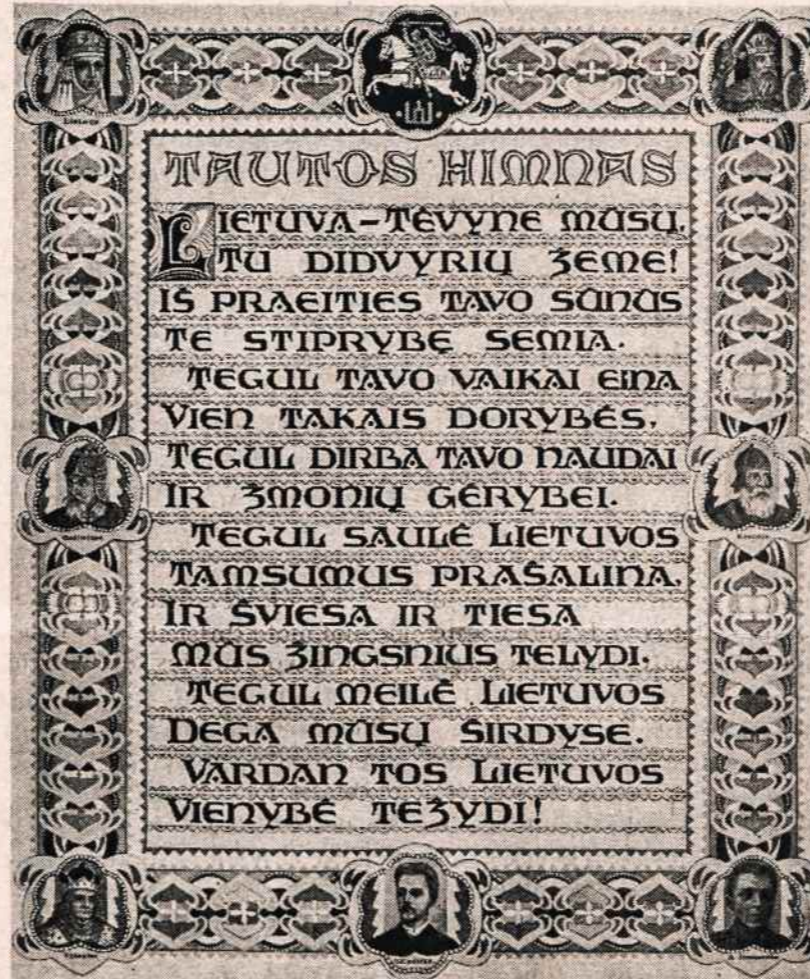 TAUTOS HIMNAS
LIETUVA-TĖVYNE MŪSŲ,
TU DIDVYRIŲ ŽEME!
IŠ PRAEITIES TAVO SŪNŪS
TE STIPRYBĘ SEMIA.
TEGUL TAVO VAIKAI EINA
VIEN TAKAIS DORYBĖS,
TEGUL DIRBA TAVO NAUDAI
IR ŽMONIŲ GĖRYBEI.
TEGUL SAULĖ LIETUVOS
TAMSUMUS PRAŠALINA,
IR ŠVIESA IR TIESA
MŪS ŽINGSNIUS TELYDI.
TEGUL MEILĖ LIETUVOS
DEGA MŪSŲ ŠIRDYSE.
VARDAN TOS LIETUVOS
VIENYBĖ TEŽYDI!